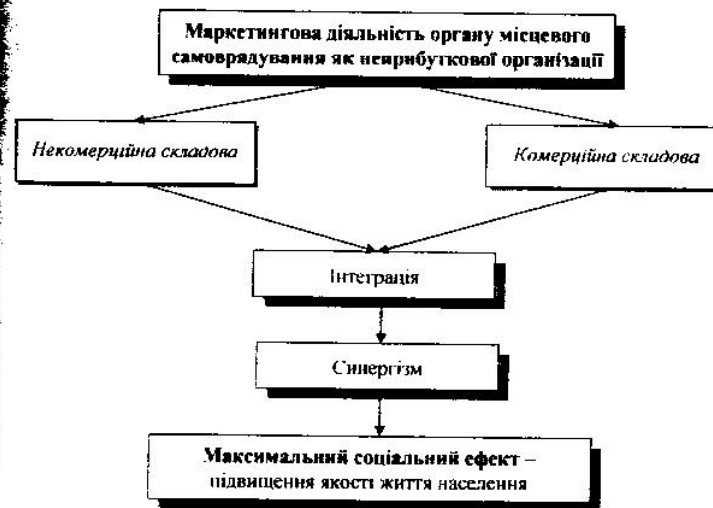 Маркетингова діяльність органу місцевого
самоврядування як неприбуткової організації
Некомерційна складова
Комерційна складова
Інтеграція
Синергізм
Максимальний соціальний ефект –
підвищення якості життя населення